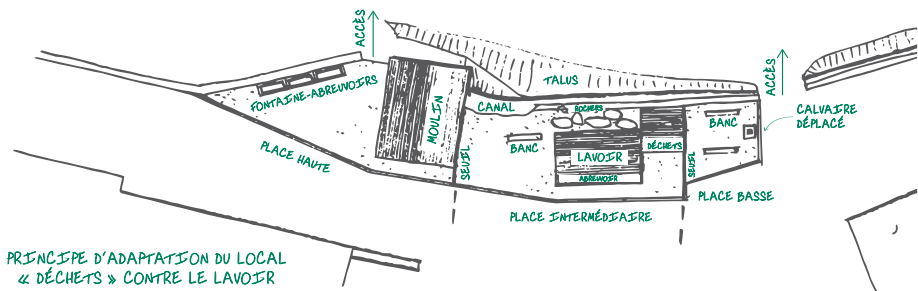 ACCÈS
FONTAINE-ABREUVOIRS
MOULIN
PLACE HAUTE
SEUIL
CANAL
TALUS
ROCHERS
BANC
LAVOIR
ABREUVOIR
DÉCHETS
SEUIL
BANC
ACCÈS
CALVAIRE
DÉPLACÉ
PLACE BASSE
PLACE INTERMÉDIAIRE
PRINCIPE D'ADAPTATION DU LOCAL
« DÉCHETS » CONTRE LE LAVOIR